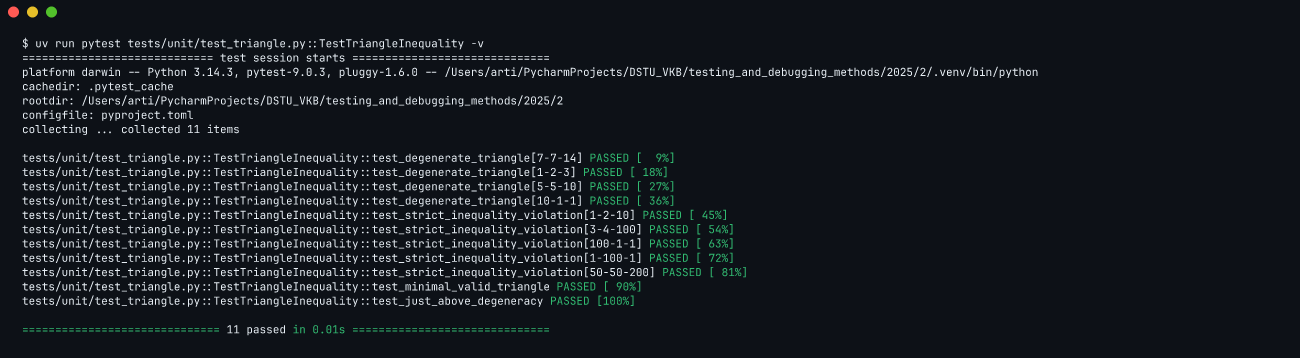 $ uv run pytest tests/unit/test_triangle.py::TestTriangleInequality -v
============================= test session starts ==============================
platform darwin -- Python 3.14.3, pytest-9.0.3, pluggy-1.6.0 -- /Users/arti/PycharmProjects/DSTU_VKB/testing_and_debugging_methods/2025/2/.venv/bin/python
cachedir: .pytest_cache
rootdir: /Users/arti/PycharmProjects/DSTU_VKB/testing_and_debugging_methods/2025/2
configfile: pyproject.toml
collecting ... collected 11 items
tests/unit/test_triangle.py::TestTriangleInequality::test_degenerate_triangle[7-7-14] PASSED [  9%]
tests/unit/test_triangle.py::TestTriangleInequality::test_degenerate_triangle[1-2-3] PASSED [ 18%]
tests/unit/test_triangle.py::TestTriangleInequality::test_degenerate_triangle[5-5-10] PASSED [ 27%]
tests/unit/test_triangle.py::TestTriangleInequality::test_degenerate_triangle[10-1-1] PASSED [ 36%]
tests/unit/test_triangle.py::TestTriangleInequality::test_strict_inequality_violation[1-2-10] PASSED [ 45%]
tests/unit/test_triangle.py::TestTriangleInequality::test_strict_inequality_violation[3-4-100] PASSED [ 54%]
tests/unit/test_triangle.py::TestTriangleInequality::test_strict_inequality_violation[100-1-1] PASSED [ 63%]
tests/unit/test_triangle.py::TestTriangleInequality::test_strict_inequality_violation[1-100-1] PASSED [ 72%]
tests/unit/test_triangle.py::TestTriangleInequality::test_strict_inequality_violation[50-50-200] PASSED [ 81%]
tests/unit/test_triangle.py::TestTriangleInequality::test_minimal_valid_triangle PASSED [ 90%]
tests/unit/test_triangle.py::TestTriangleInequality::test_just_above_degeneracy PASSED [100%]
============================== 11 passed in 0.01s ==============================